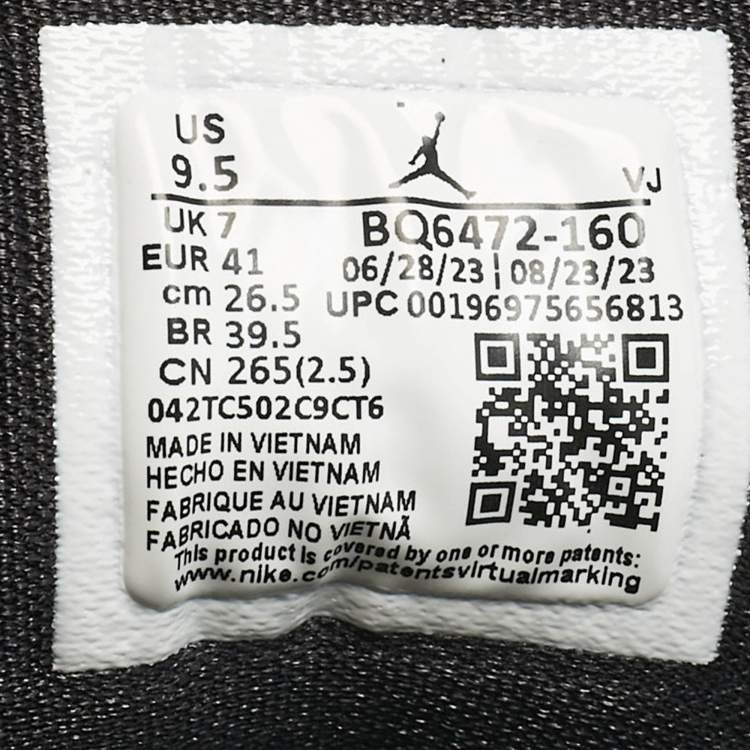 US
9.5
VJ
UK 7
BQ6472-160
EUR 41
06/28/23 | 08/23/23
cm 26.5
UPC 00196975656813
BR 39.5
CN 265(2.5)
042TC502C9CT6
MADE IN VIETNAM
HECHO EN VIETNAM
FABRIQUE AU VIETNAM
FABRICADO NO VIETNÃ
This product is covered by one or more patents:
www.nike.com/patentsvirtualmarking